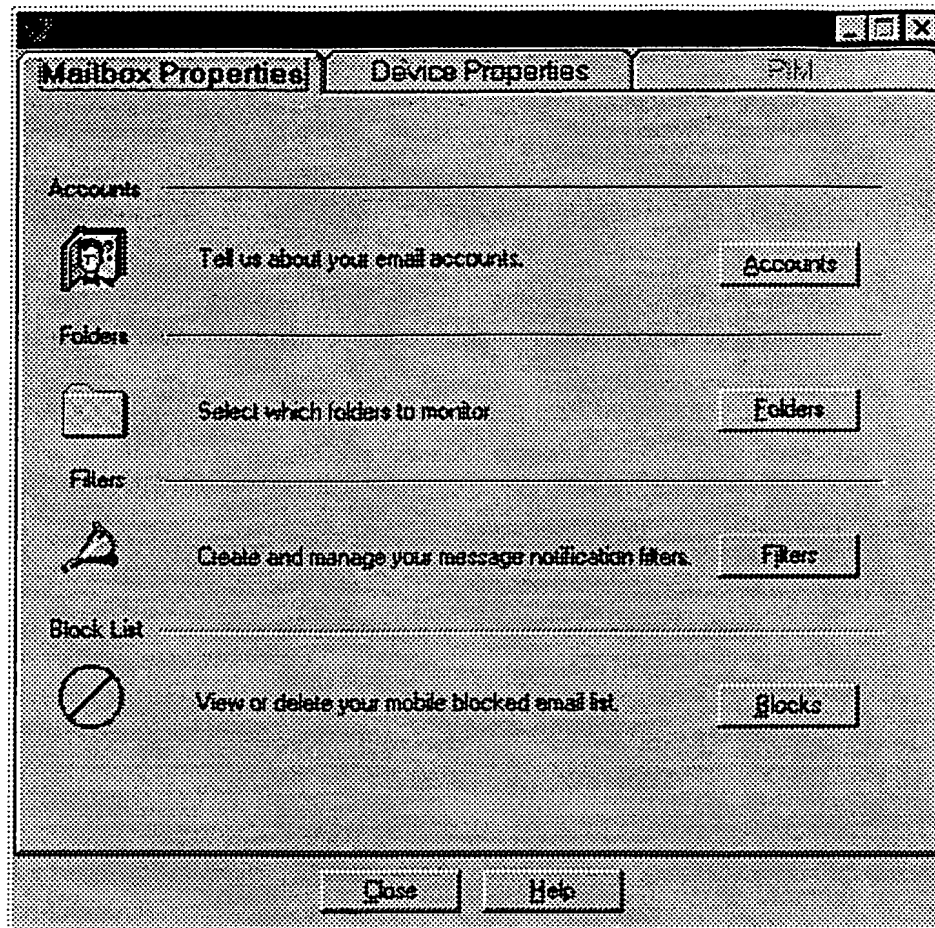 Mailbox Properties Device Properties PIM
Accounts
Tell us about your email accounts. Accounts
Folders
Select which folders to monitor. Folders
Filters
Create and manage your message notification filters. Filters
Block List
View or delete your mobile blocked email list. Blocks
Close Help